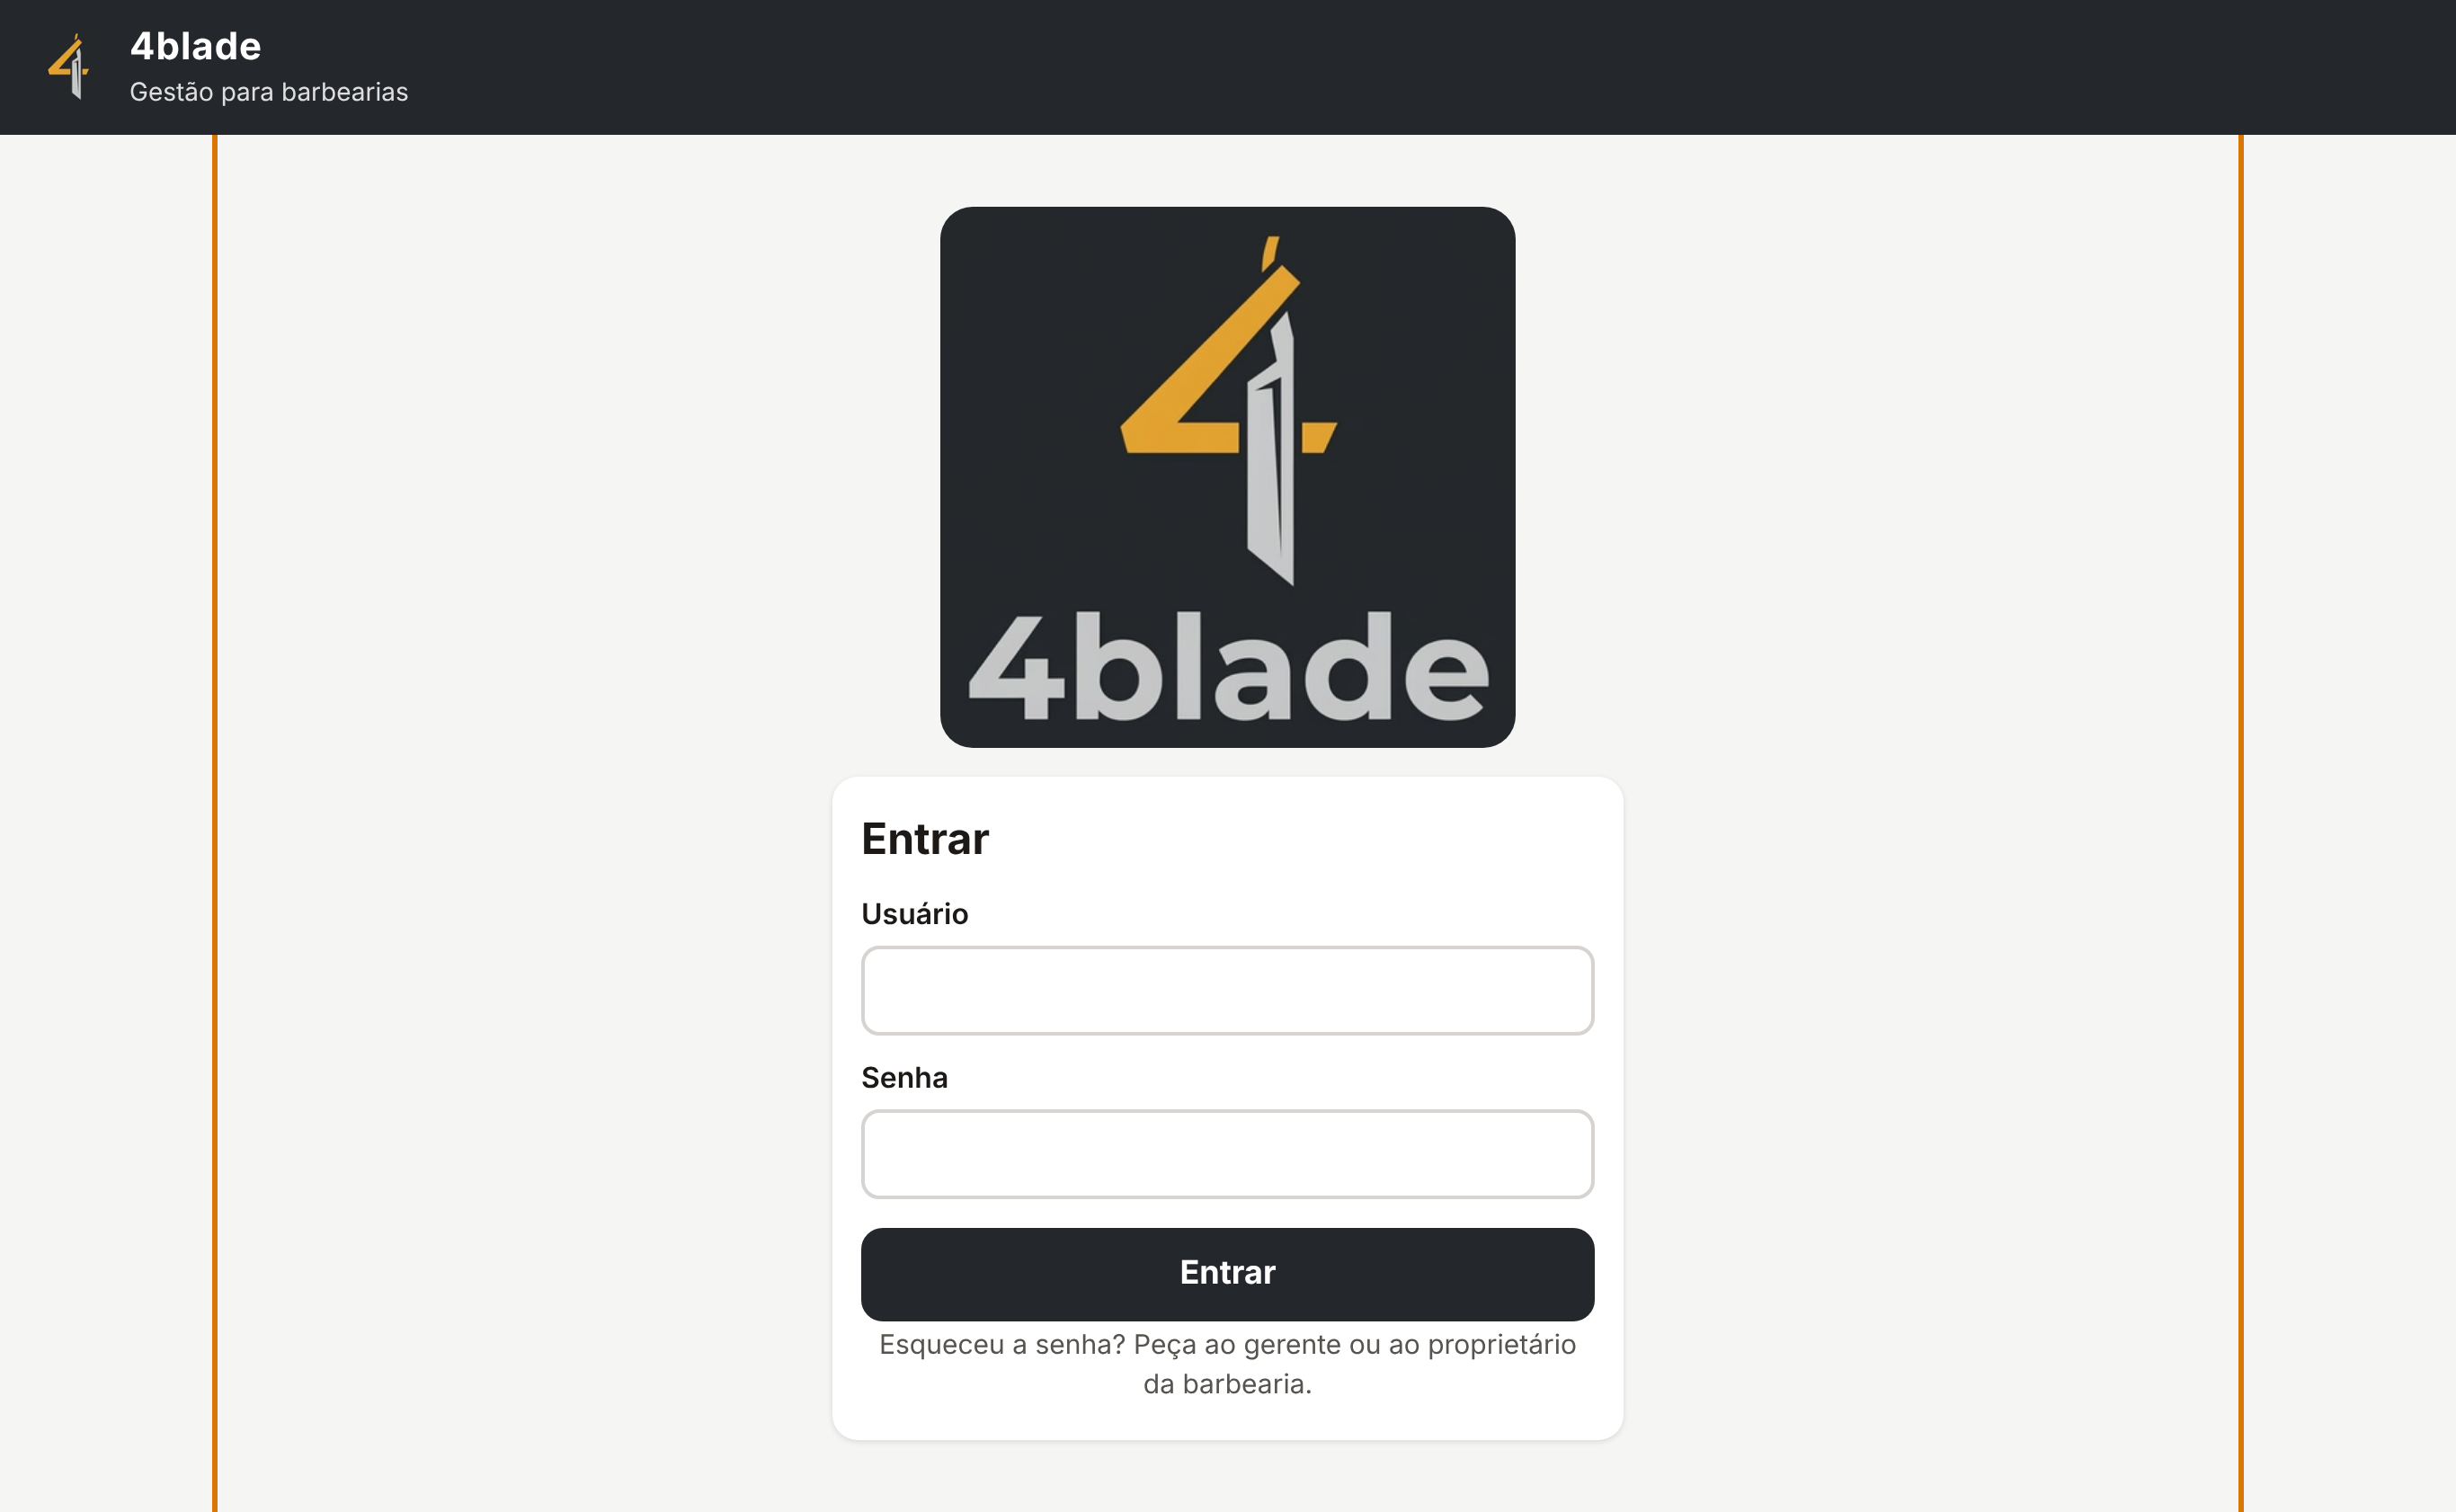 4blade
Gestão para barbearias
4blade
Entrar
Usuário
Senha
Entrar
Esqueceu a senha? Peça ao gerente ou ao proprietário
da barbearia.